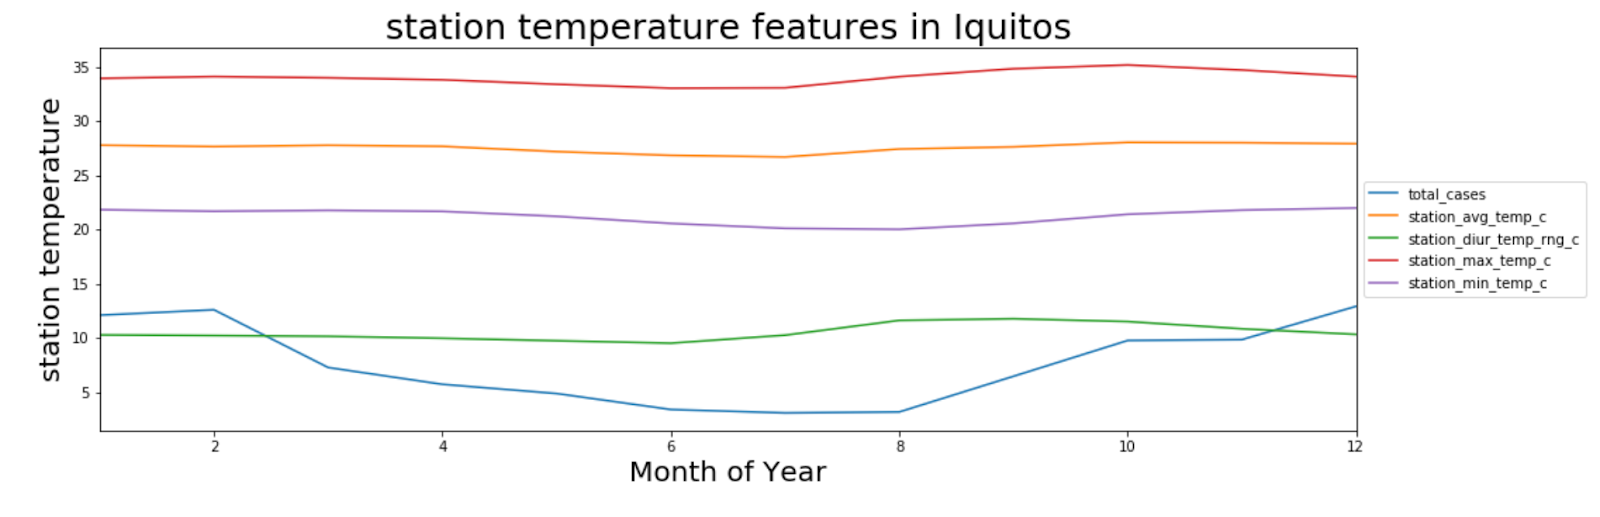 station temperature features in Iquitos
station temperature
35
30
25
20
15
10
5
2
4
6
8
10
12
Month of Year
total_cases
station_avg_temp_c
station_diur_temp_rng_c
station_max_temp_c
station_min_temp_c